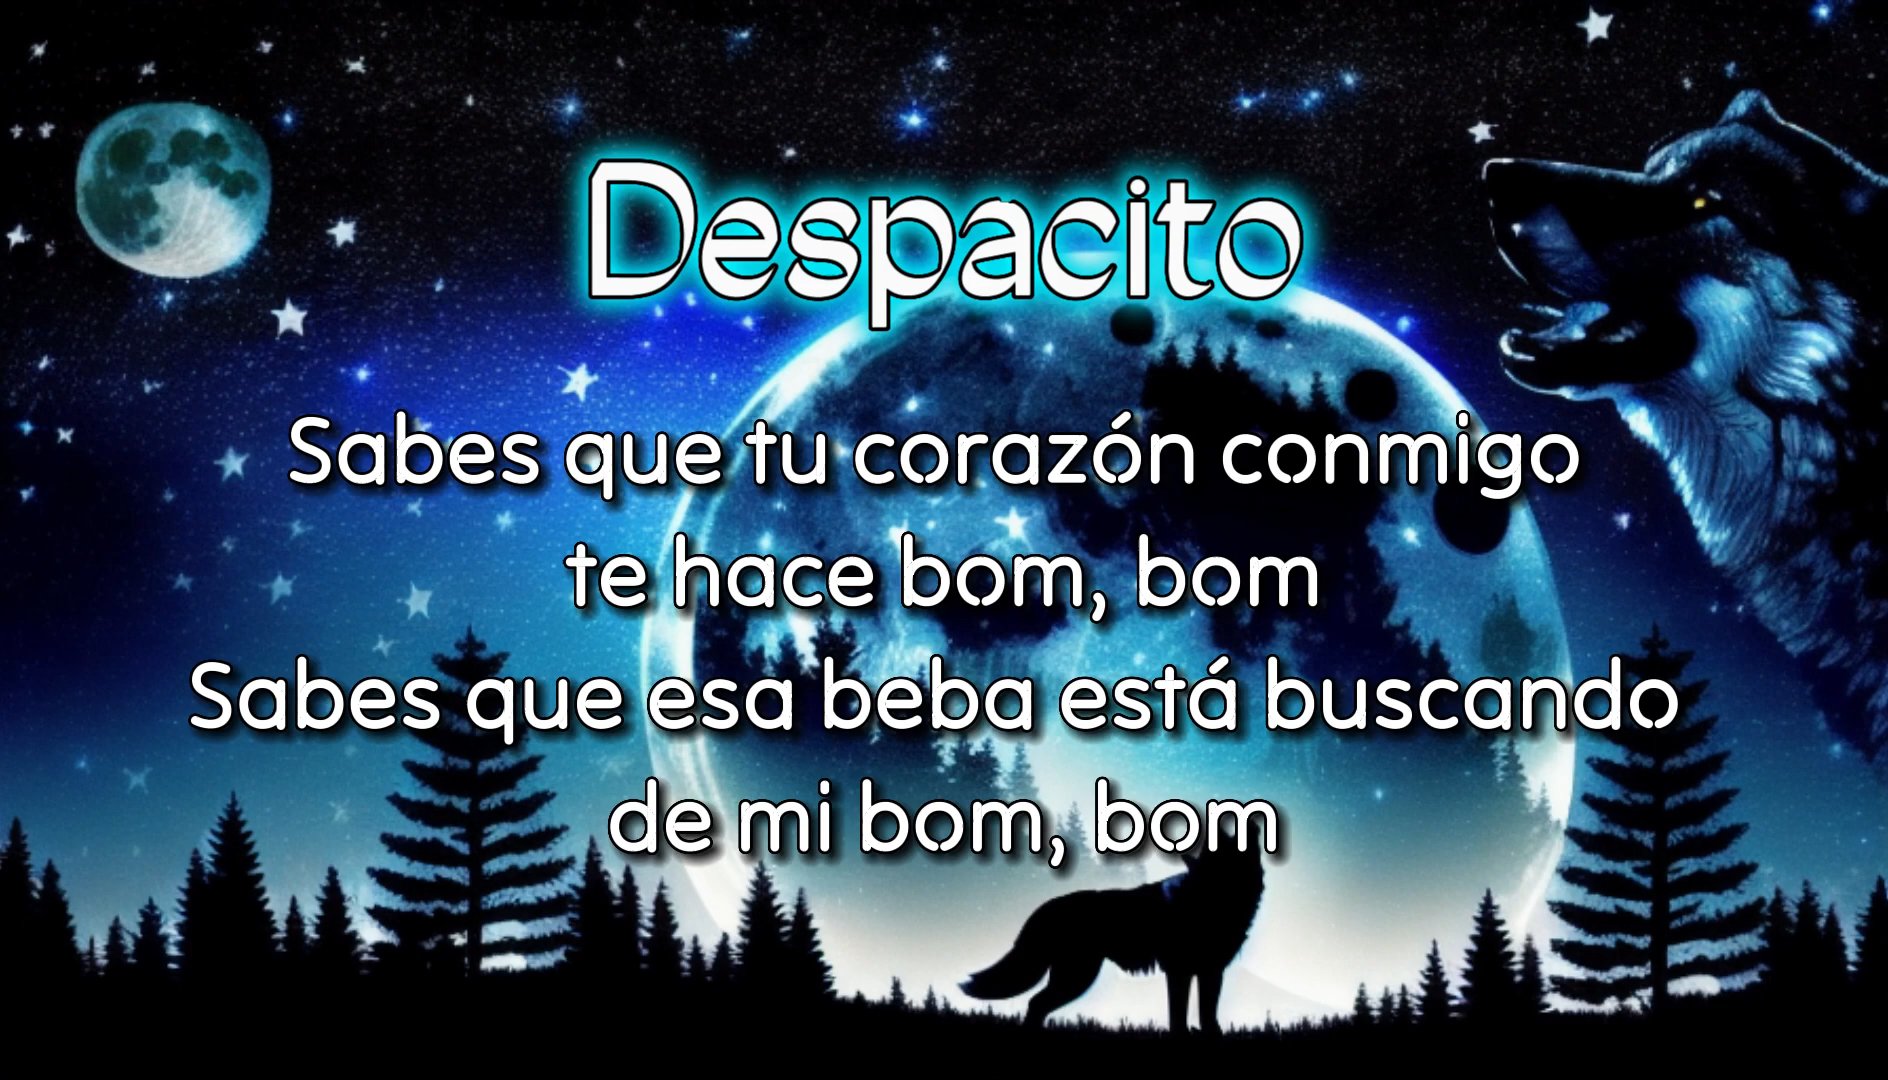 Despacito
Sabes que tu corazón conmigo
te hace bom, bom
Sabes que esa beba está buscando
de mi bom, bom